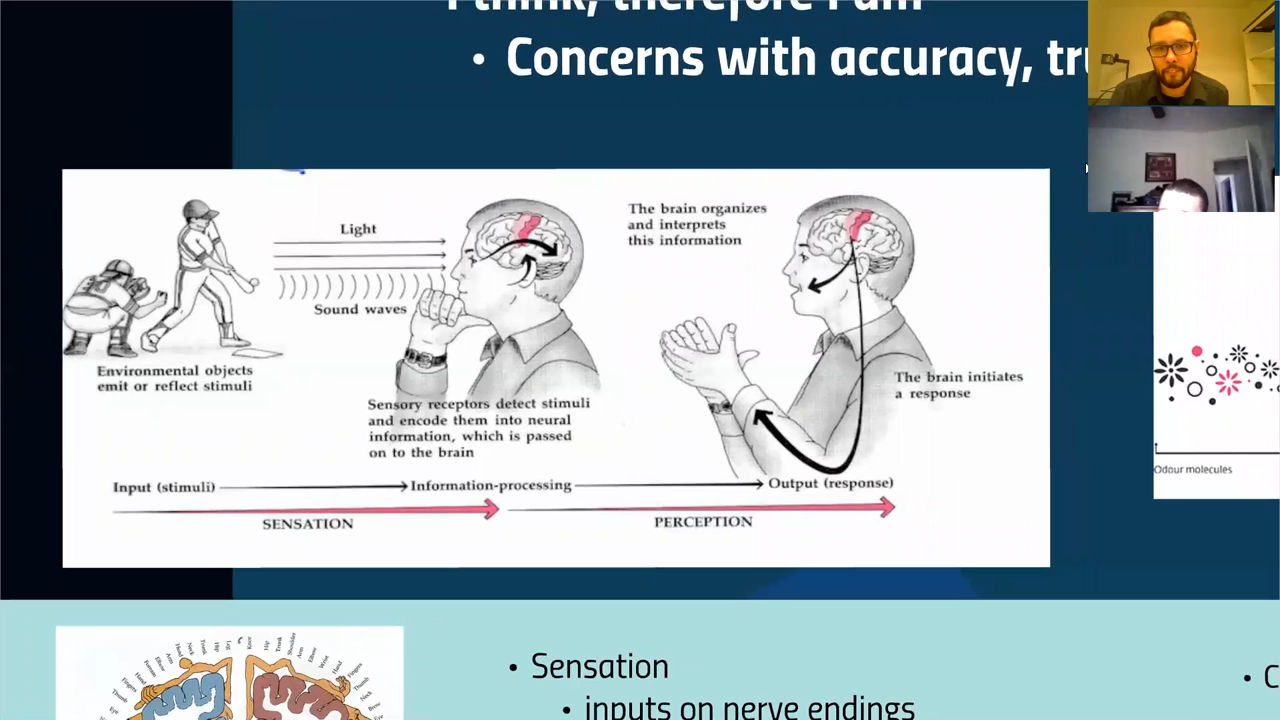 I think, therefore I am
• Concerns with accuracy, tr
Light
Sound waves
Environmental objects
emit or reflect stimuli
Sensory receptors detect stimuli
and encode them into neural
information, which is passed
on to the brain
The brain organizes
and interprets
this information
The brain initiates
a response
Input (stimuli)
Information-processing
Output (response)
SENSATION
PERCEPTION
Odour molecules
• Sensation
• inputs on nerve endings
• C